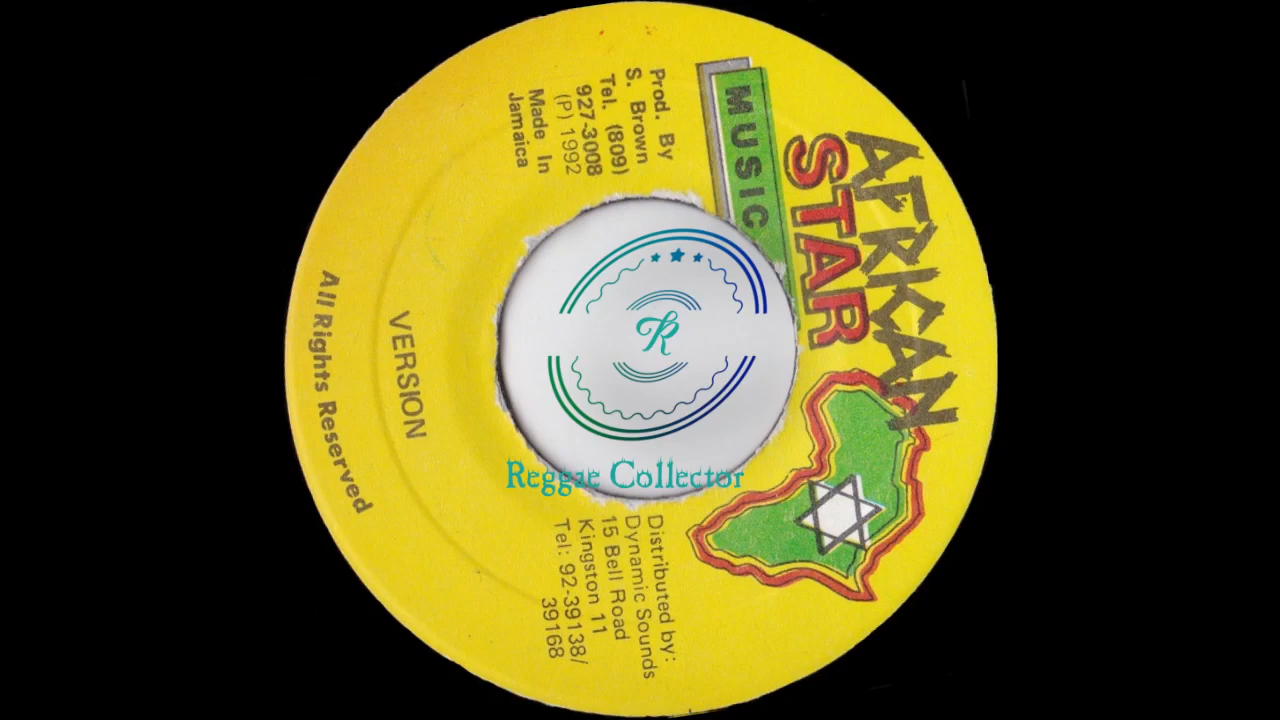 AFRICAN
STAR
MUSIC
Prod. By
S. Brown
Tel. (809)
927-3008
(P) 1992
Made In
Jamaica
Distributed by:
Dynamic Sounds
15 Bell Road
Kingston 11
Tel: 92-39138/
39168
VERSION
All Rights Reserved
R
Reggae Collector